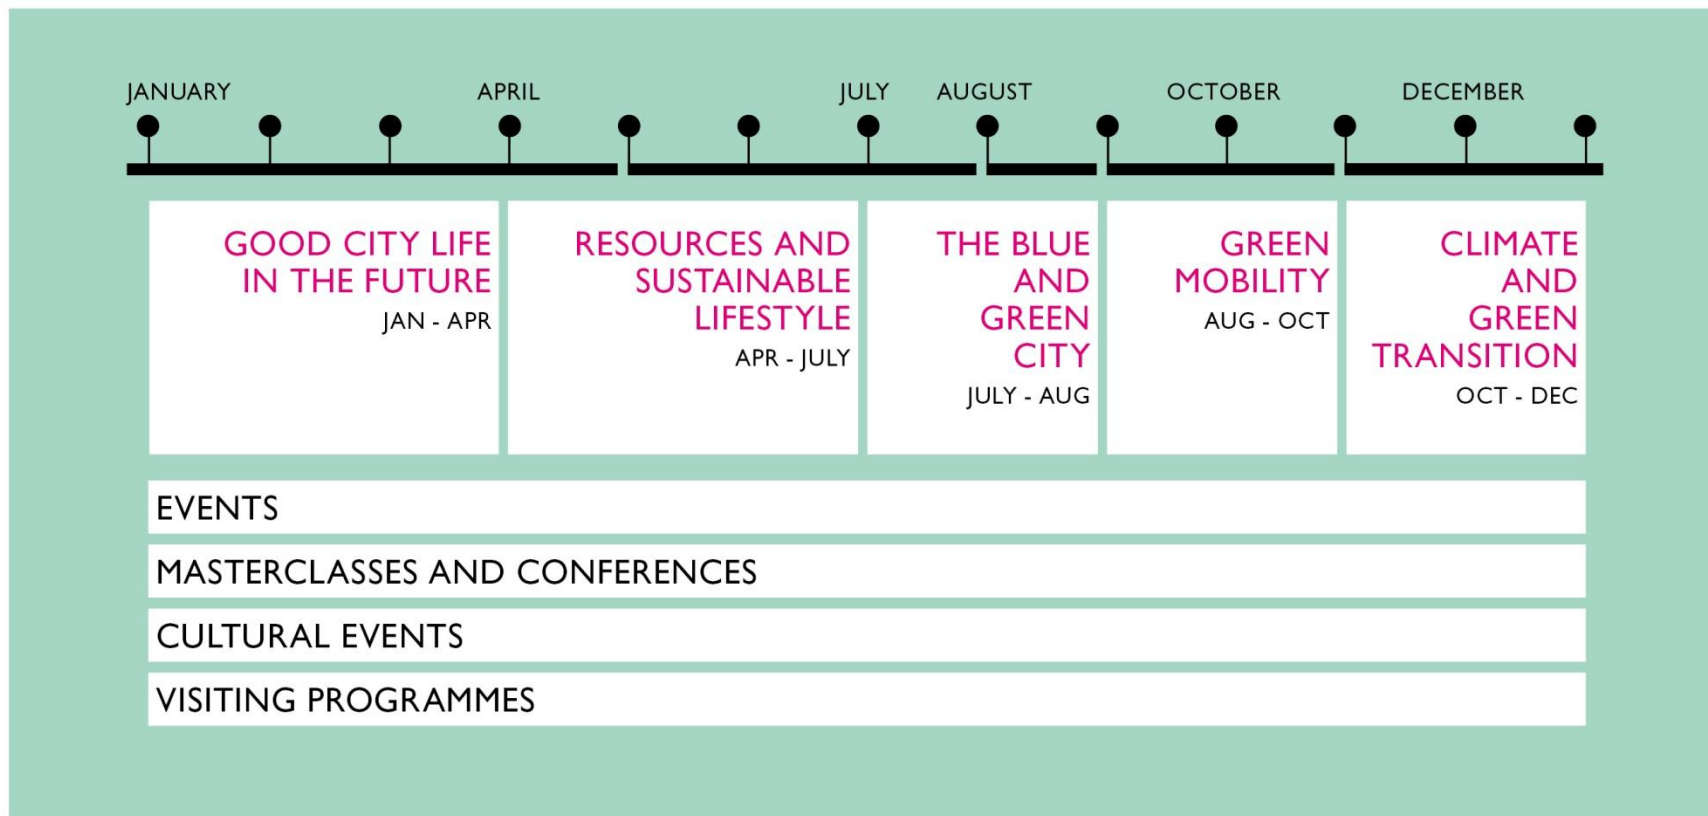 JANUARY APRIL JULY AUGUST OCTOBER DECEMBER
GOOD CITY LIFE
IN THE FUTURE
JAN - APR
RESOURCES AND
SUSTAINABLE
LIFESTYLE
APR - JULY
THE BLUE
AND
GREEN
CITY
JULY - AUG
GREEN
MOBILITY
AUG - OCT
CLIMATE
AND
GREEN
TRANSITION
OCT - DEC
EVENTS
MASTERCLASSES AND CONFERENCES
CULTURAL EVENTS
VISITING PROGRAMMES